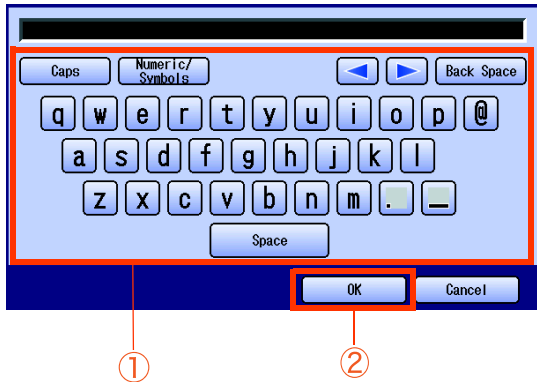 Caps Numeric/ Back Space
Symbols
q w e r t y u i o p @
a s d f g h j k l
z x c v b n m . _
Space
OK Cancel
① ②